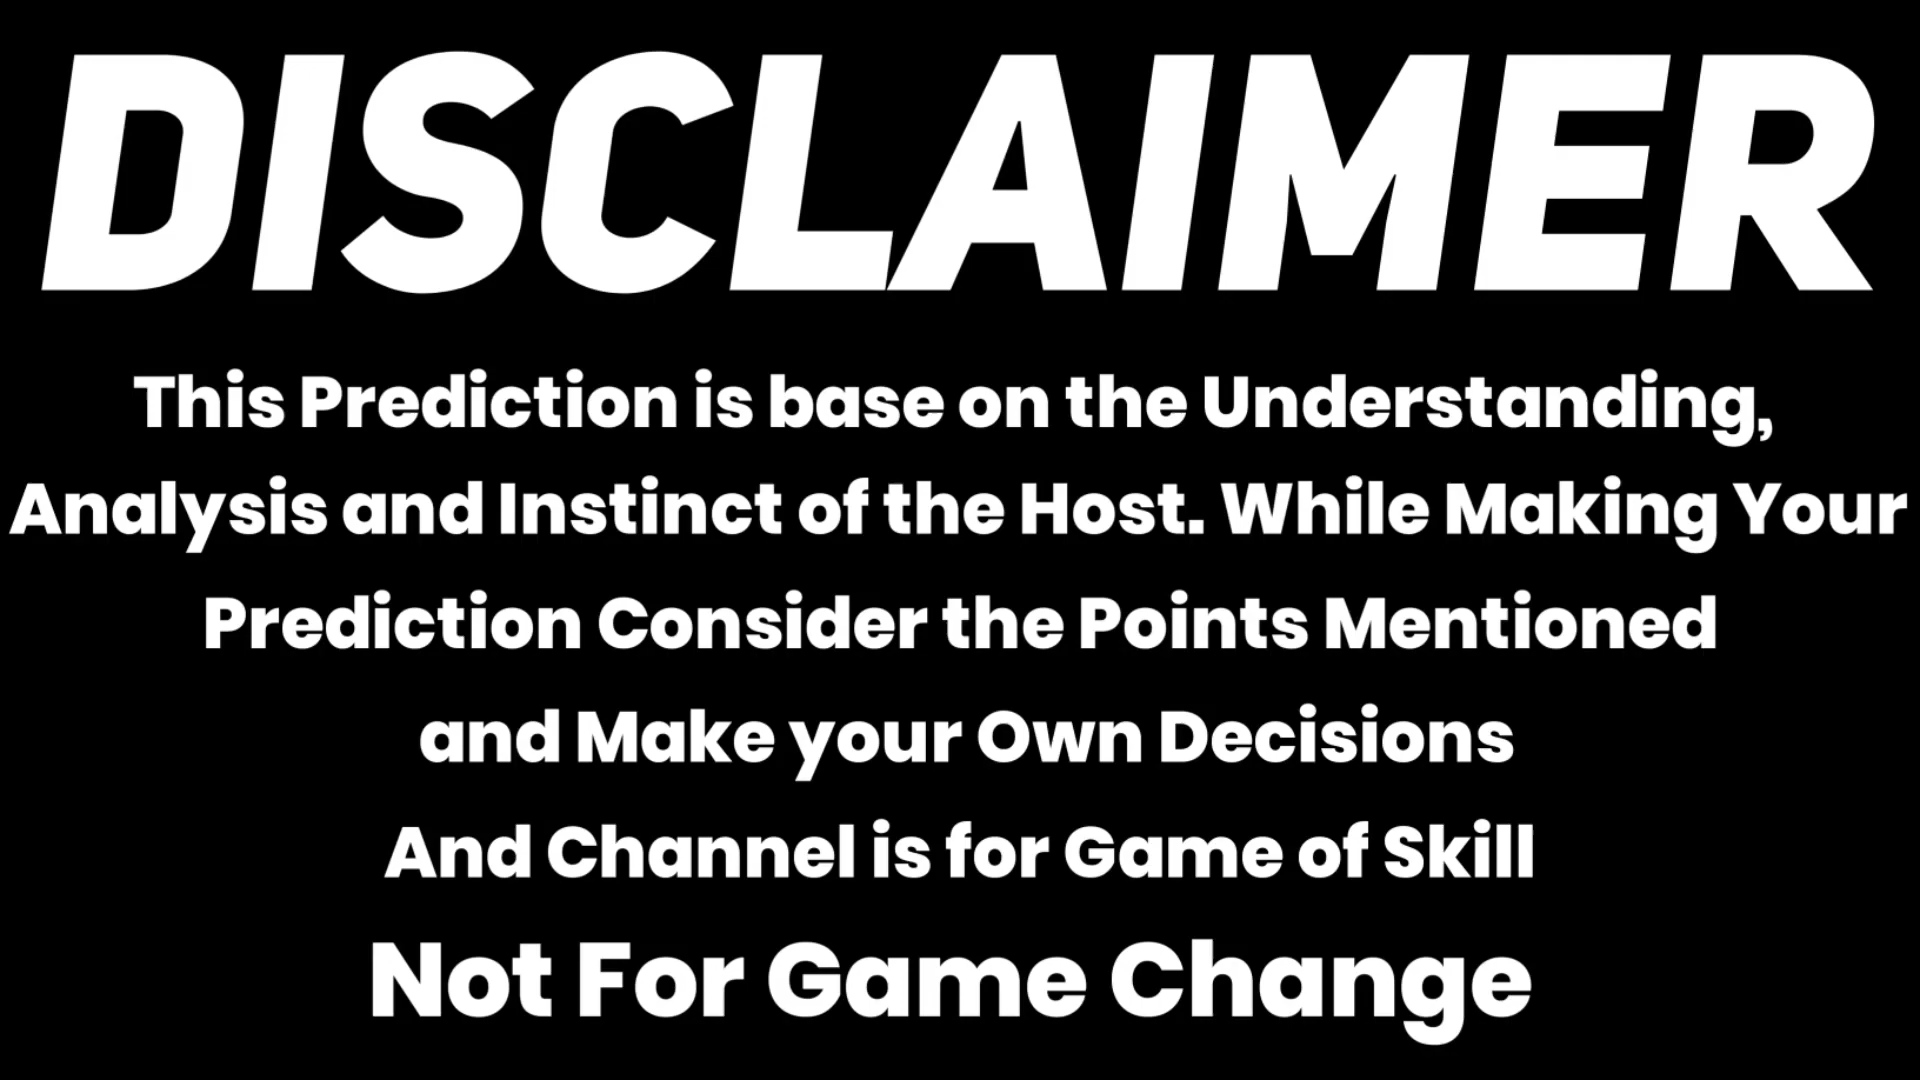 DISCLAIMER
This Prediction is base on the Understanding,
Analysis and Instinct of the Host. While Making Your
Prediction Consider the Points Mentioned
and Make your Own Decisions
And Channel is for Game of Skill
Not For Game Change